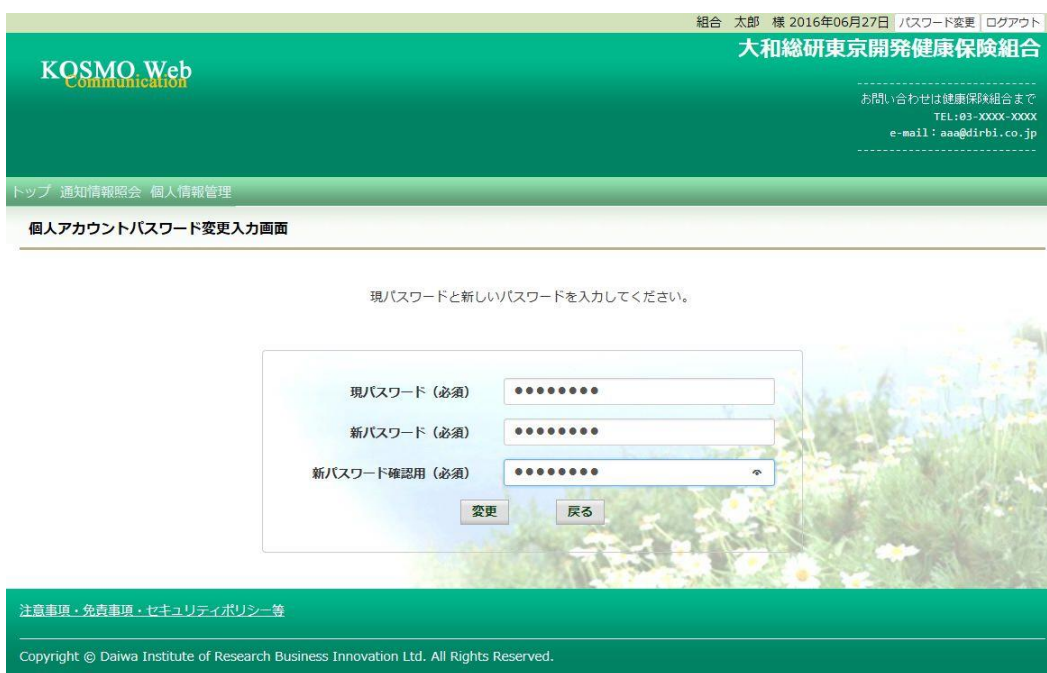 組合 太郎 様 2016年06月27日 パスワード変更 ログアウト
大和総研東京開発健康保険組合
KOSMO Web
Communication
お問い合わせは健康保険組合まで
TEL:03-XXXX-XXXX
e-mail：aaa@dirbi.co.jp
トップ 通知情報照会 個人情報管理
個人アカウントパスワード変更入力画面
現パスワードと新しいパスワードを入力してください。
現パスワード（必須） ●●●●●●●●
新パスワード（必須） ●●●●●●●●
新パスワード確認用（必須） ●●●●●●●●
変更 戻る
注意事項・免責事項・セキュリティポリシー等
Copyright © Daiwa Institute of Research Business Innovation Ltd. All Rights Reserved.